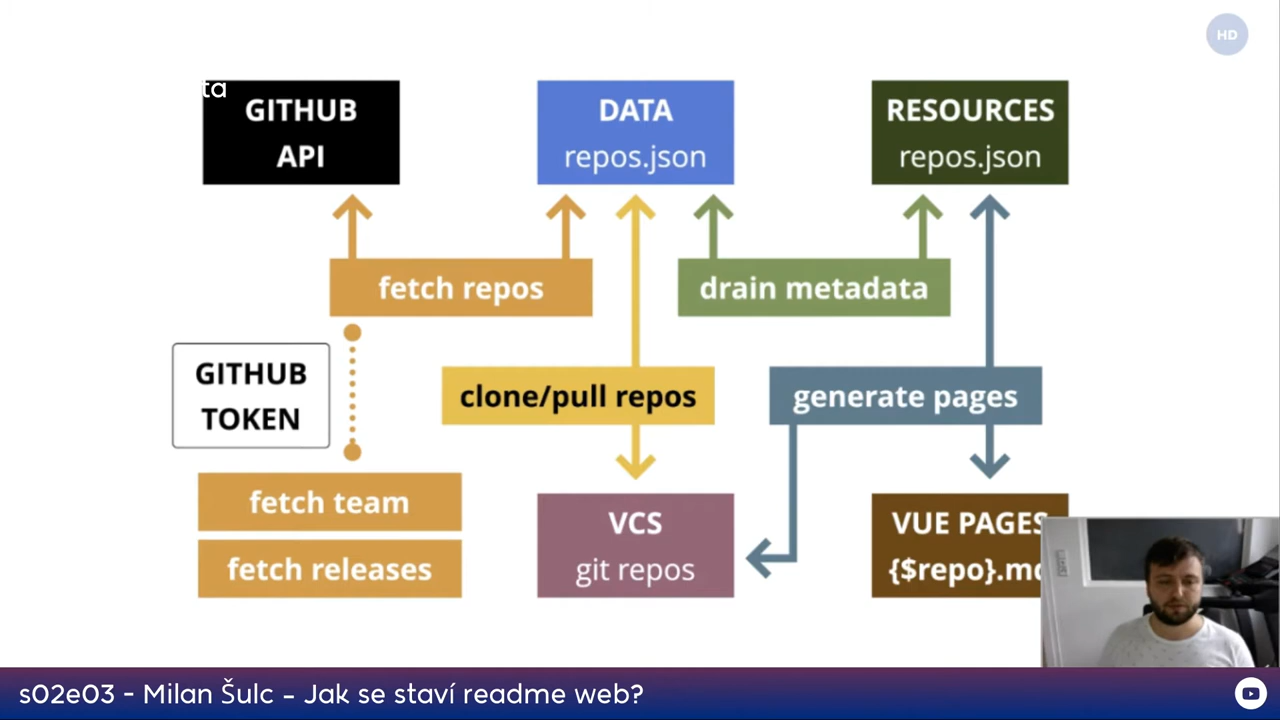 HD
ta
GITHUB
API
DATA
repos.json
RESOURCES
repos.json
fetch repos
drain metadata
GITHUB
TOKEN
clone/pull repos
generate pages
fetch team
fetch releases
VCS
git repos
VUE PAGES
{$repo}.md
s02e03 - Milan Šulc - Jak se staví readme web?